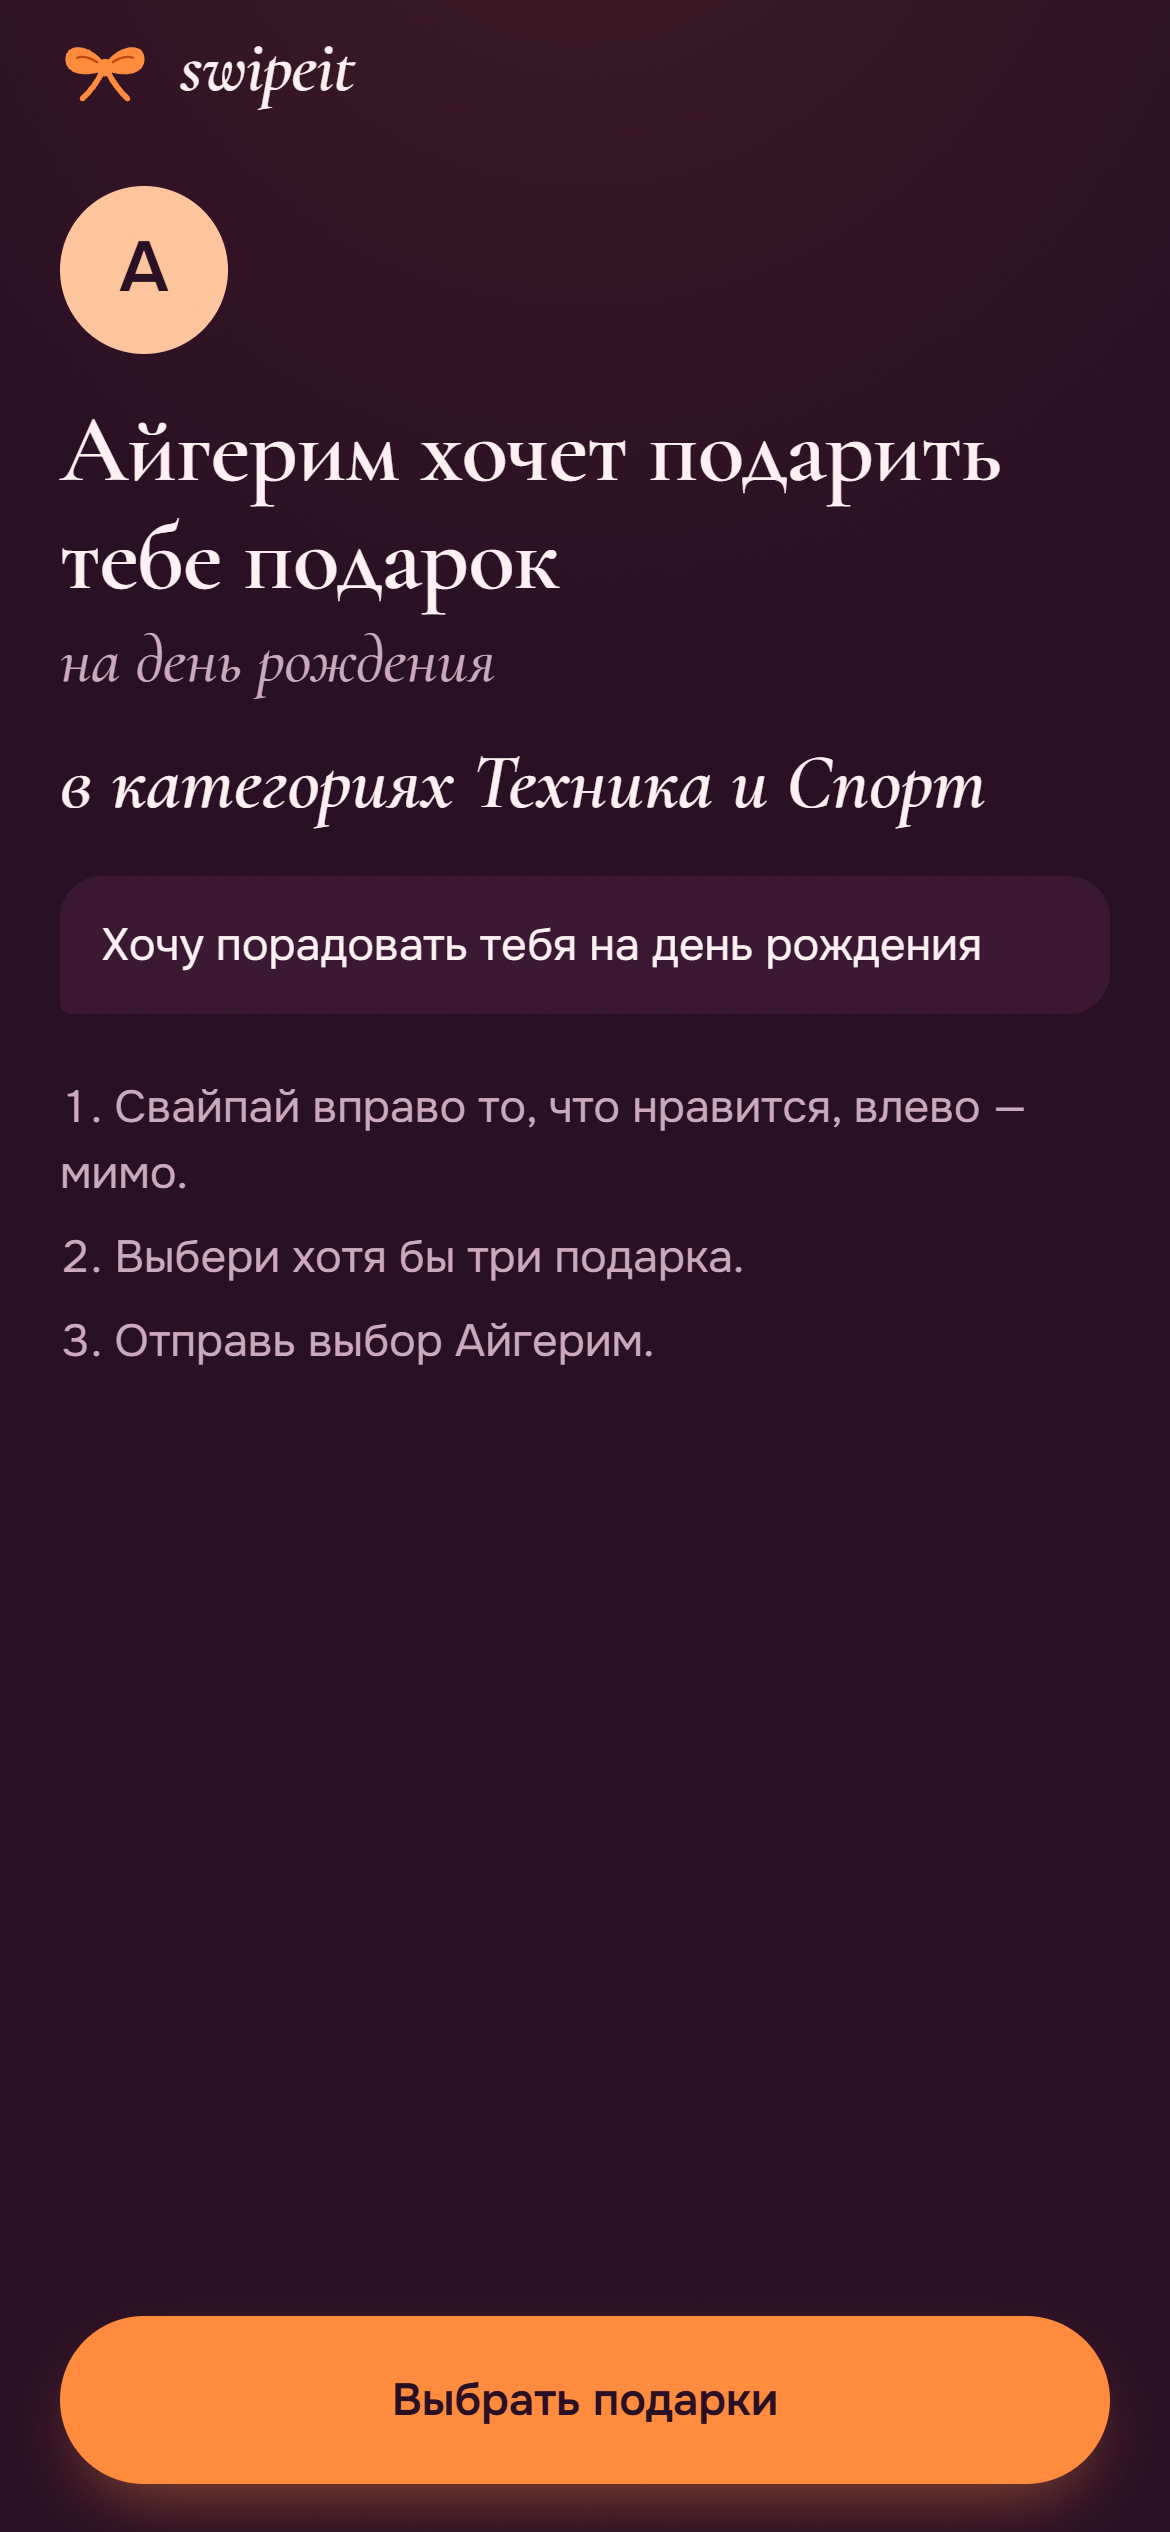 swipeit
А
Айгерим хочет подарить
тебе подарок
на день рождения
в категориях Техника и Спорт
Хочу порадовать тебя на день рождения
1. Свайпай вправо то, что нравится, влево —
мимо.
2. Выбери хотя бы три подарка.
3. Отправь выбор Айгерим.
Выбрать подарки